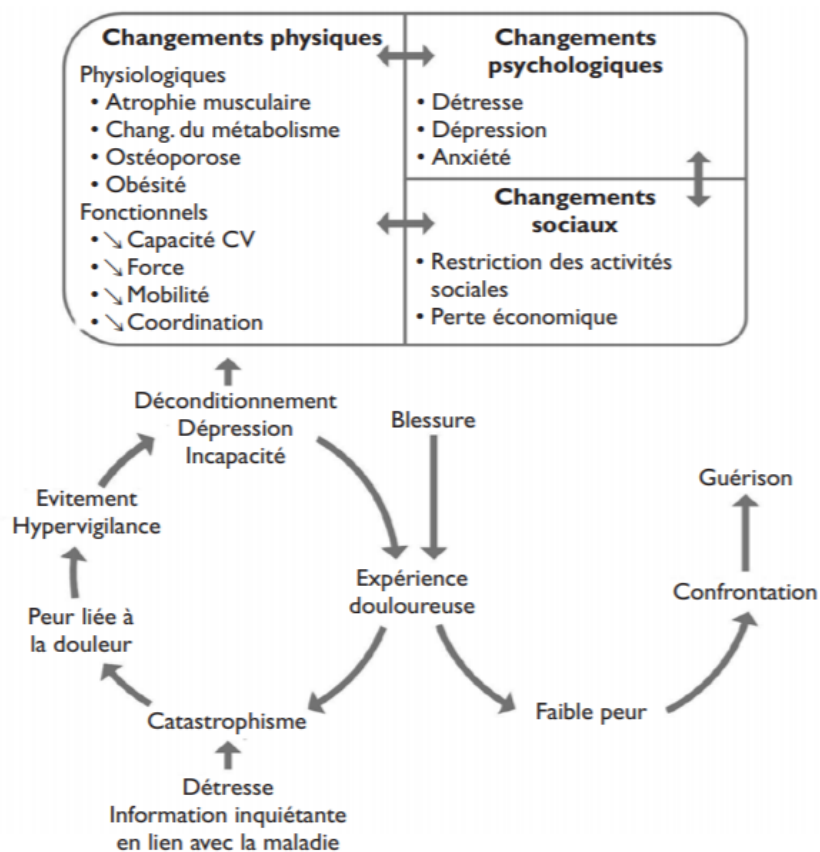 Changements physiques
Physiologiques
• Atrophie musculaire
• Chang. du métabolisme
• Ostéoporose
• Obésité
Fonctionnels
• ↘ Capacité CV
• ↘ Force
• ↘ Mobilité
• ↘ Coordination
Changements
psychologiques
• Détresse
• Dépression
• Anxiété
Changements
sociaux
• Restriction des activités
sociales
• Perte économique
Déconditionnement
Dépression
Incapacité
Blessure
Evitement
Hypervigilance
Guérison
Expérience
douloureuse
Confrontation
Peur liée à
la douleur
Catastrophisme
Faible peur
Détresse
Information inquiétante
en lien avec la maladie